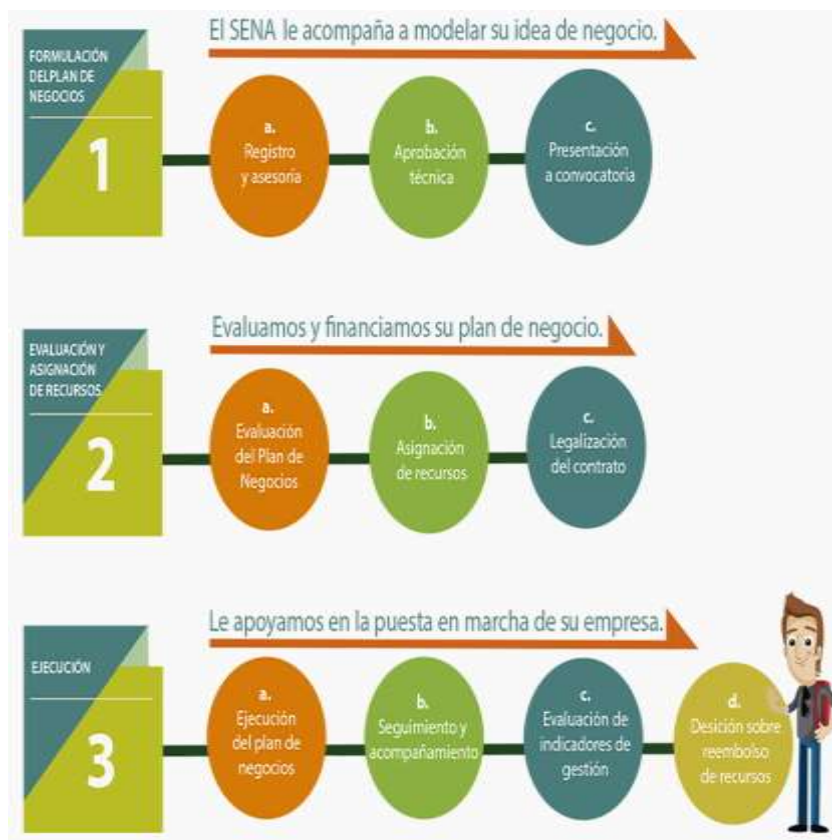 FORMULACIÓN
DELPLAN DE
NEGOCIOS
1
El SENA le acompaña a modelar su idea de negocio.
a.
Registro
y asesoría
b.
Aprobación
técnica
c.
Presentación
a convocatoria
EVALUACIÓN Y
ASIGNACIÓN
DE RECURSOS
2
Evaluamos y financiamos su plan de negocio.
a.
Evaluación
del Plan de
Negocios
b.
Asignación
de recursos
c.
Legalización
del contrato
EJECUCIÓN
3
Le apoyamos en la puesta en marcha de su empresa.
a.
Ejecución
del plan de
negocios
b.
Seguimiento y
acompañamiento
c.
Evaluación de
indicadores de
gestión
d.
Desición sobre
reembolso
de recursos